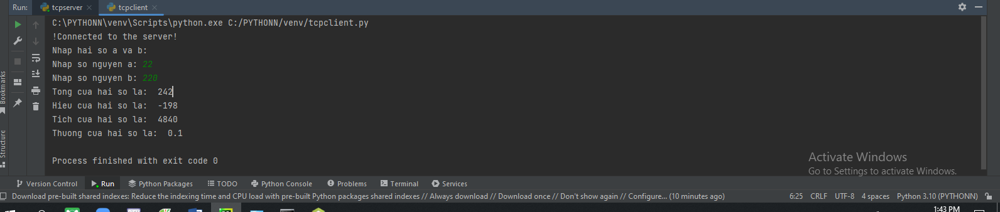 Run: tcpserver tcpclient
C:\PYTHONN\venv\Scripts\python.exe C:/PYTHONN/venv/tcpclient.py
!Connected to the server!
Nhap hai so a va b:
Nhap so nguyen a: 22
Nhap so nguyen b: 220
Tong cua hai so la:  242
Hieu cua hai so la:  -198
Tich cua hai so la:  4840
Thuong cua hai so la:  0.1
Process finished with exit code 0
Bookmarks
Structure
Activate Windows
Go to Settings to activate Windows.
Version Control Run Python Packages TODO Python Console Problems Terminal Services
Download pre-built shared indexes: Reduce the indexing time and CPU load with pre-built Python packages shared indexes // Always download // Download once // Don't show again // Configure... (10 minutes ago) 6:25 CRLF UTF-8 4 spaces Python 3.10 (PYTHONN)
1:43 PM